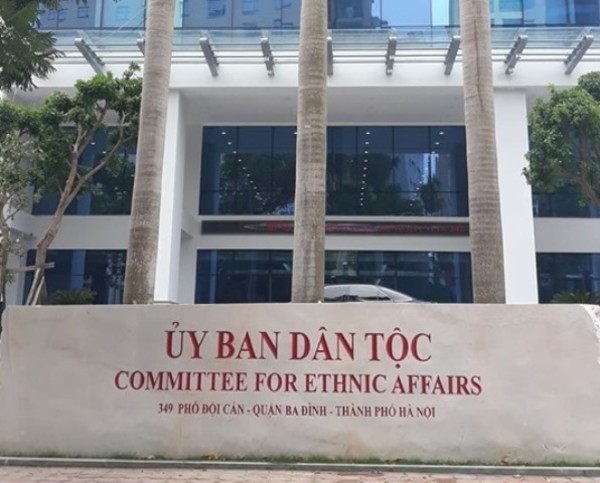 ỦY BAN DÂN TỘC
COMMITTEE FOR ETHNIC AFFAIRS
349 PHỐ ĐỘI CẤN - QUẬN BA ĐÌNH - THÀNH PHỐ HÀ NỘI